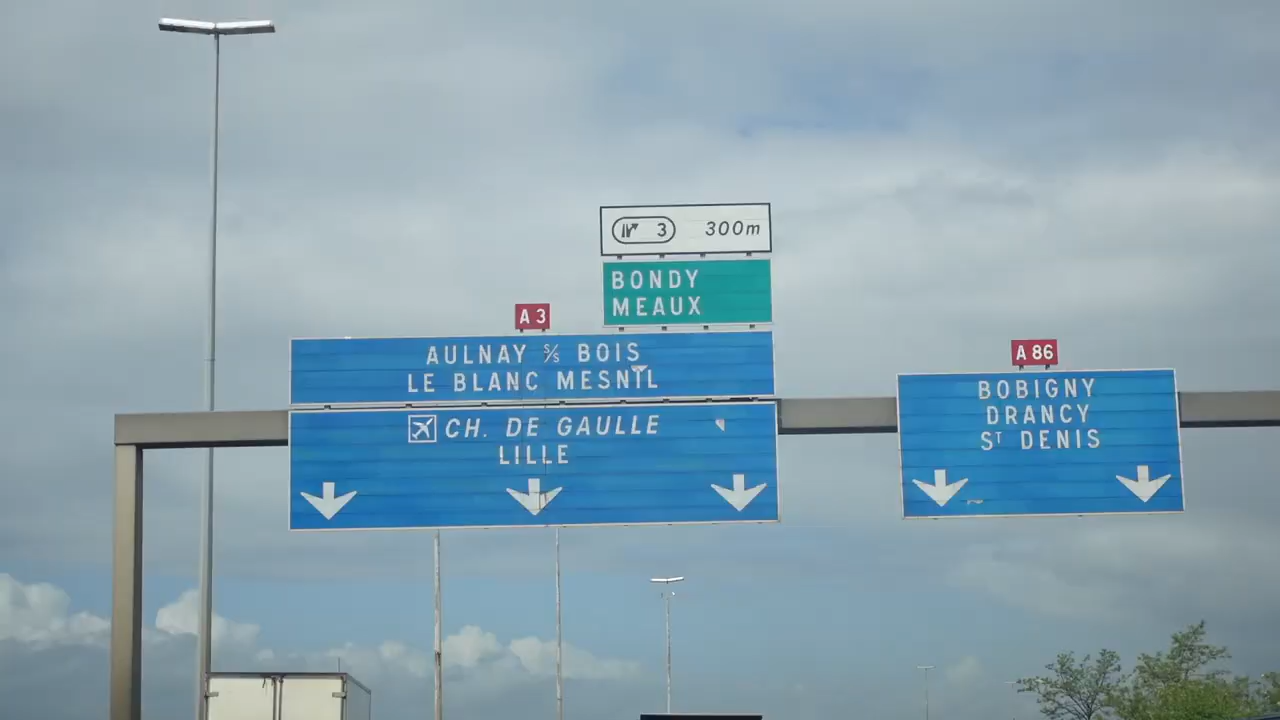 3 300m
BONDY
MEAUX
A 3
AULNAY S/S BOIS
LE BLANC MESNIL
CH. DE GAULLE
LILLE
A 86
BOBIGNY
DRANCY
ST DENIS